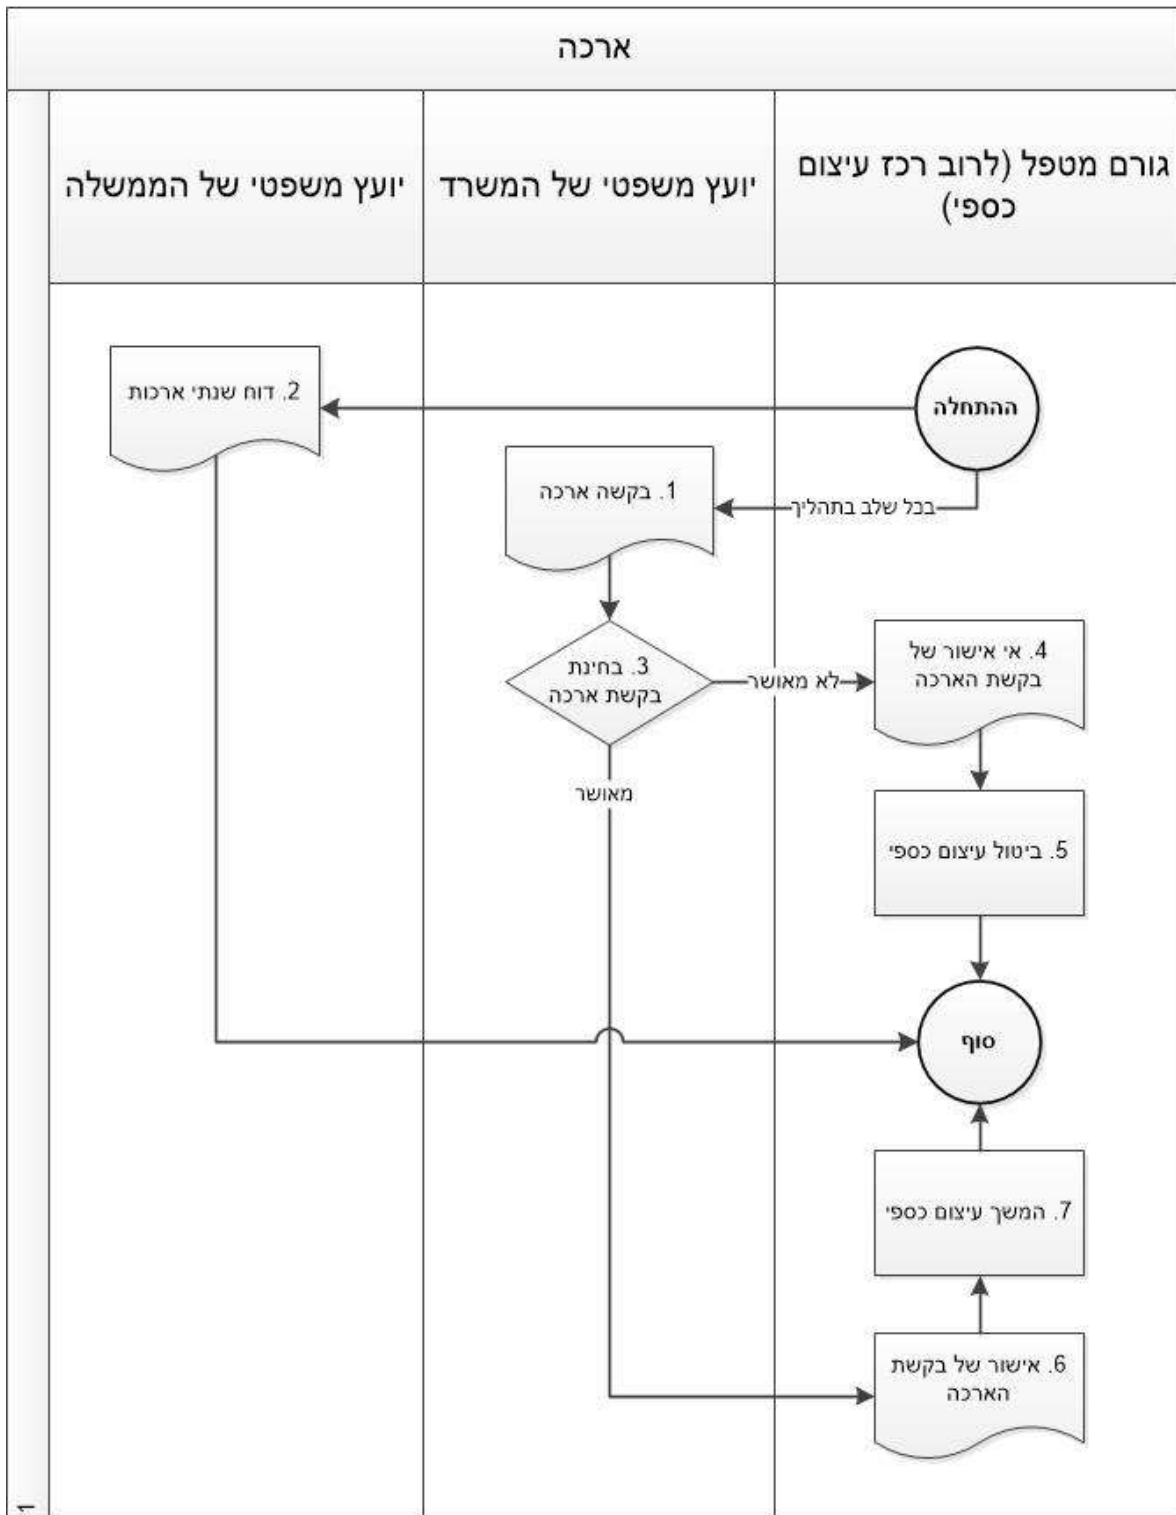 ארכה
גורם מטפל (לרוב רכז עיצום
כספי)
יועץ משפטי של המשרד
יועץ משפטי של הממשלה
ההתחלה
2. דוח שנתי ארכות
בכל שלב בתהליך
1. בקשה ארכה
3. בחינת
בקשת ארכה
לא מאושר
4. אי אישור של
בקשת הארכה
מאושר
5. ביטול עיצום כספי
סוף
7. המשך עיצום כספי
6. אישור של בקשת
הארכה